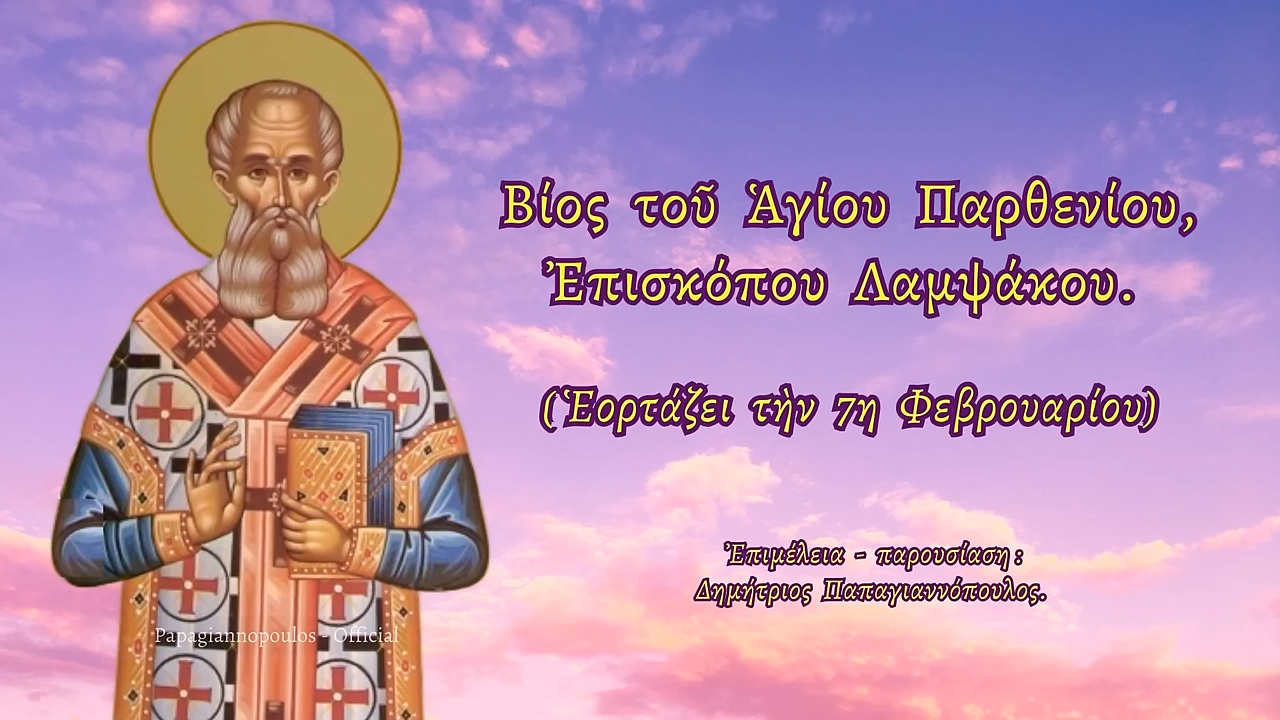 Βίος τοῦ Ἁγίου Παρθενίου,
Ἐπισκόπου Λαμψάκου.
(Ἑορτάζει τὴν 7η Φεβρουαρίου)
Ἐπιμέλεια - παρουσίαση :
Δημήτριος Παπαγιαννόπουλος.
Papagiannopoulos - Official